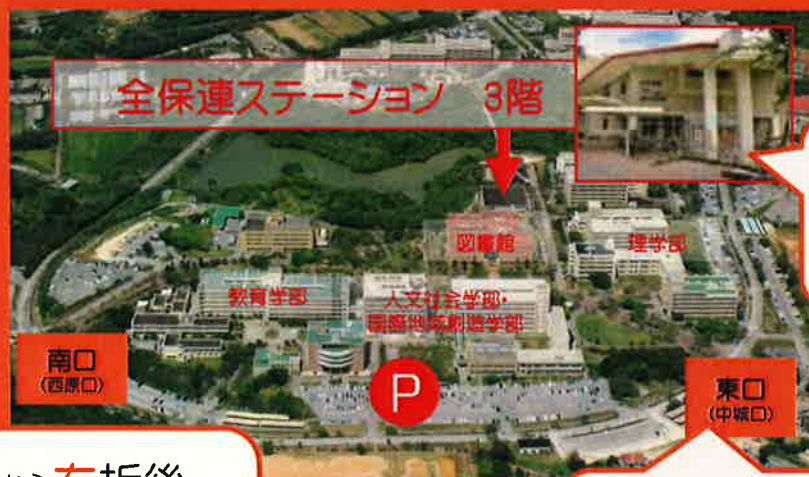 全保連ステーション 3階
図書館
理学部
教育学部
人文社会学部・
国際地域創造学部
南口
(西原口)
P
東口
(中城口)
右折後